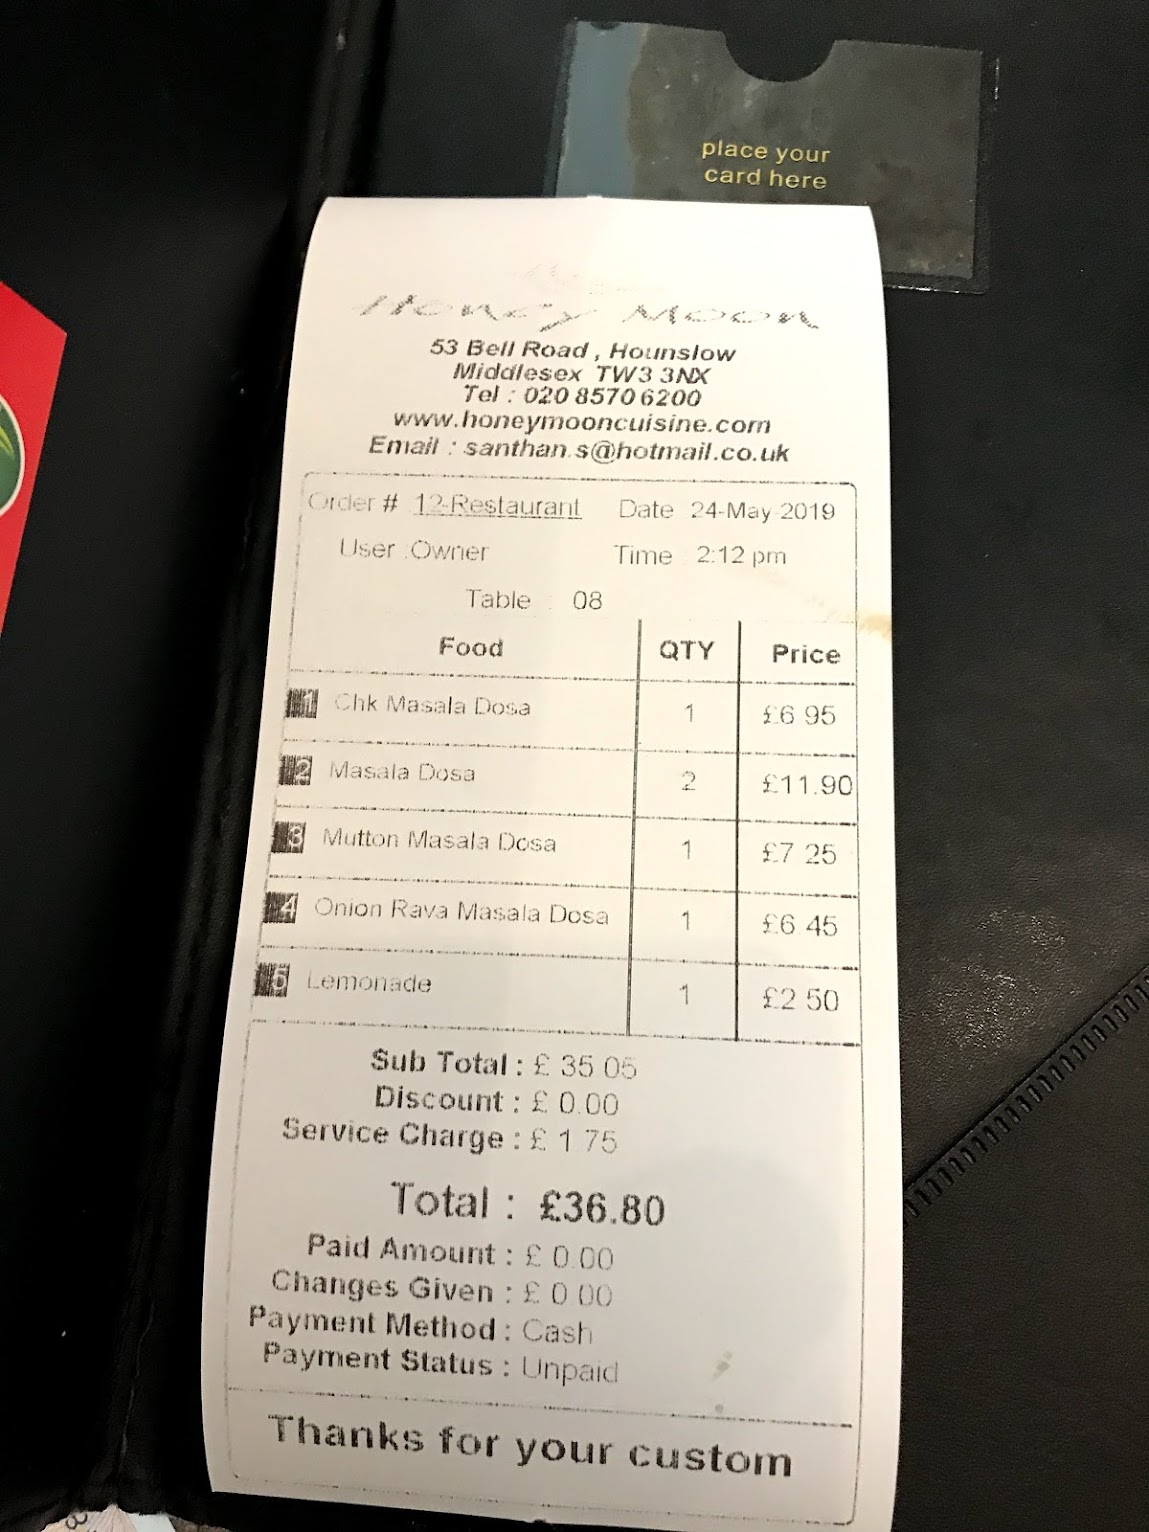 place your
card here
Honey Moon
53 Bell Road , Hounslow
Middlesex TW3 3NX
Tel : 020 8570 6200
www.honeymooncuisine.com
Email : santhan.s@hotmail.co.uk
Order # 12-Restaurant Date 24-May-2019
User :Owner Time : 2:12 pm
Table : 08
Food QTY Price
1 Chk Masala Dosa 1 £6.95
2 Masala Dosa 2 £11.90
3 Mutton Masala Dosa 1 £7.25
4 Onion Rava Masala Dosa 1 £6.45
5 Lemonade 1 £2.50
Sub Total : £ 35.05
Discount : £ 0.00
Service Charge : £ 1.75
Total : £36.80
Paid Amount : £ 0.00
Changes Given : £ 0.00
Payment Method : Cash
Payment Status : Unpaid
Thanks for your custom